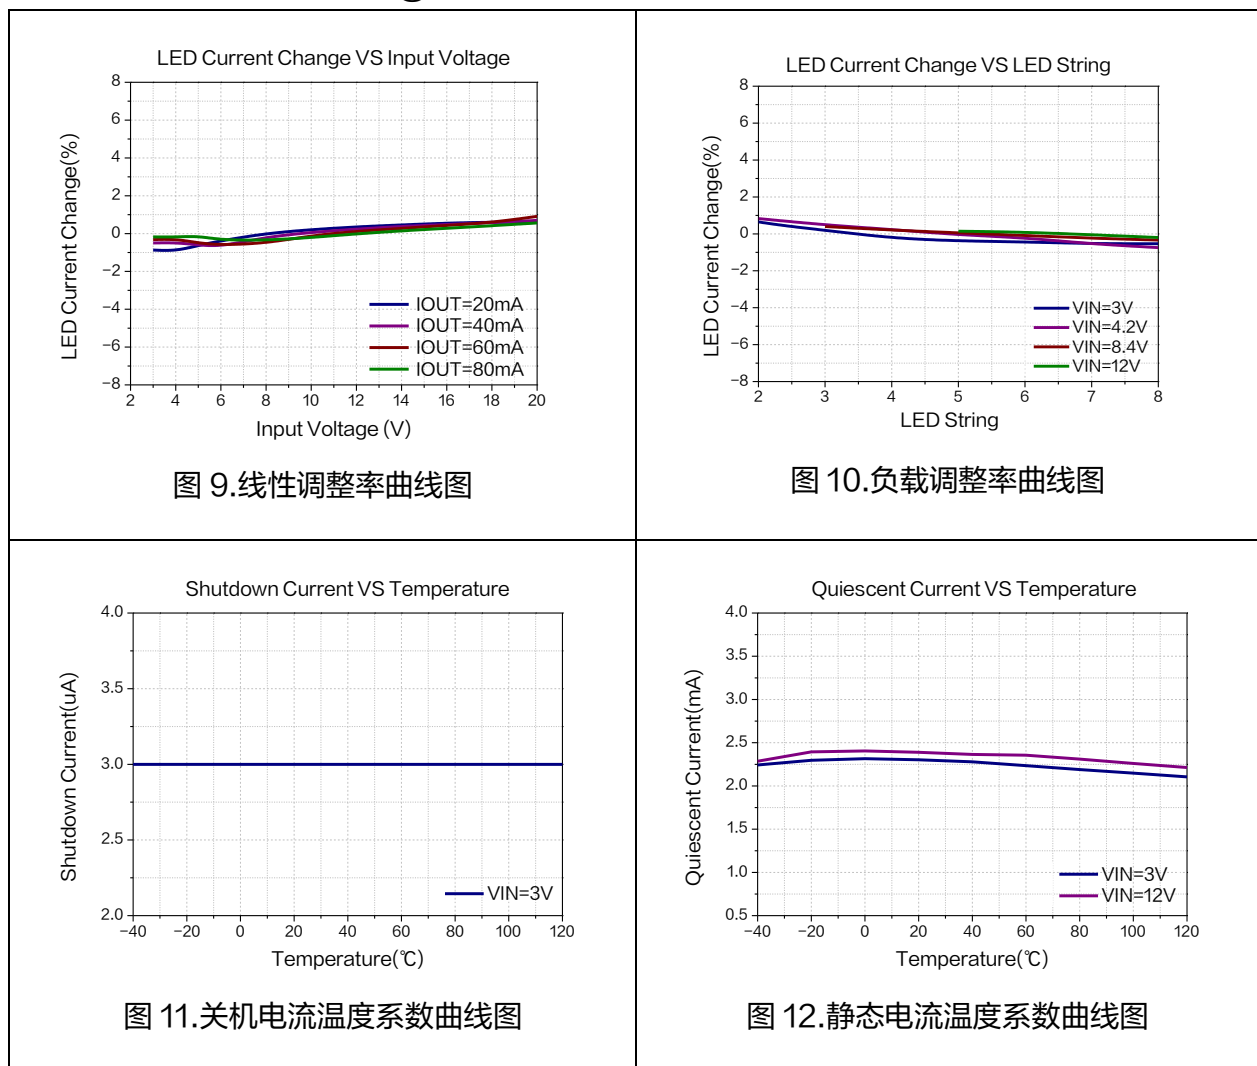 LED Current Change VS Input Voltage
LED Current Change(%)
8
6
4
2
0
−2
−4
−6
−8
IOUT=20mA
IOUT=40mA
IOUT=60mA
IOUT=80mA
2 4 6 8 10 12 14 16 18 20
Input Voltage (V)
图 9.线性调整率曲线图
LED Current Change VS LED String
LED Current Change(%)
8
6
4
2
0
−2
−4
−6
−8
VIN=3V
VIN=4.2V
VIN=8.4V
VIN=12V
2 3 4 5 6 7 8
LED String
图 10.负载调整率曲线图
Shutdown Current VS Temperature
Shutdown Current(uA)
4.0
3.5
3.0
2.5
2.0
VIN=3V
−40 −20 0 20 40 60 80 100 120
Temperature(℃)
图 11.关机电流温度系数曲线图
Quiescent Current VS Temperature
Quiescent Current(mA)
4.0
3.5
3.0
2.5
2.0
1.5
1.0
0.5
VIN=3V
VIN=12V
−40 −20 0 20 40 60 80 100 120
Temperature(℃)
图 12.静态电流温度系数曲线图